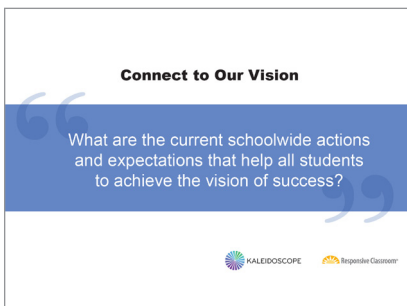 Connect to Our Vision
What are the current schoolwide actions
and expectations that help all students
to achieve the vision of success?
KALEIDOSCOPE
Responsive Classroom®